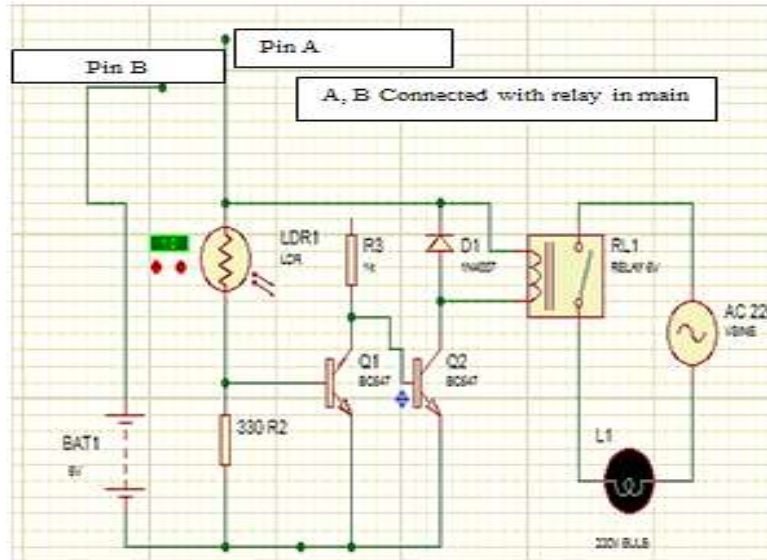 Pin A
Pin B
A, B Connected with relay in main
LDR1
LDR
R3
1k
D1
1N4007
RL1
RELAY 6V
Q1
BC547
Q2
BC547
AC 22
VSINE
330 R2
BAT1
6V
L1
220V BULB